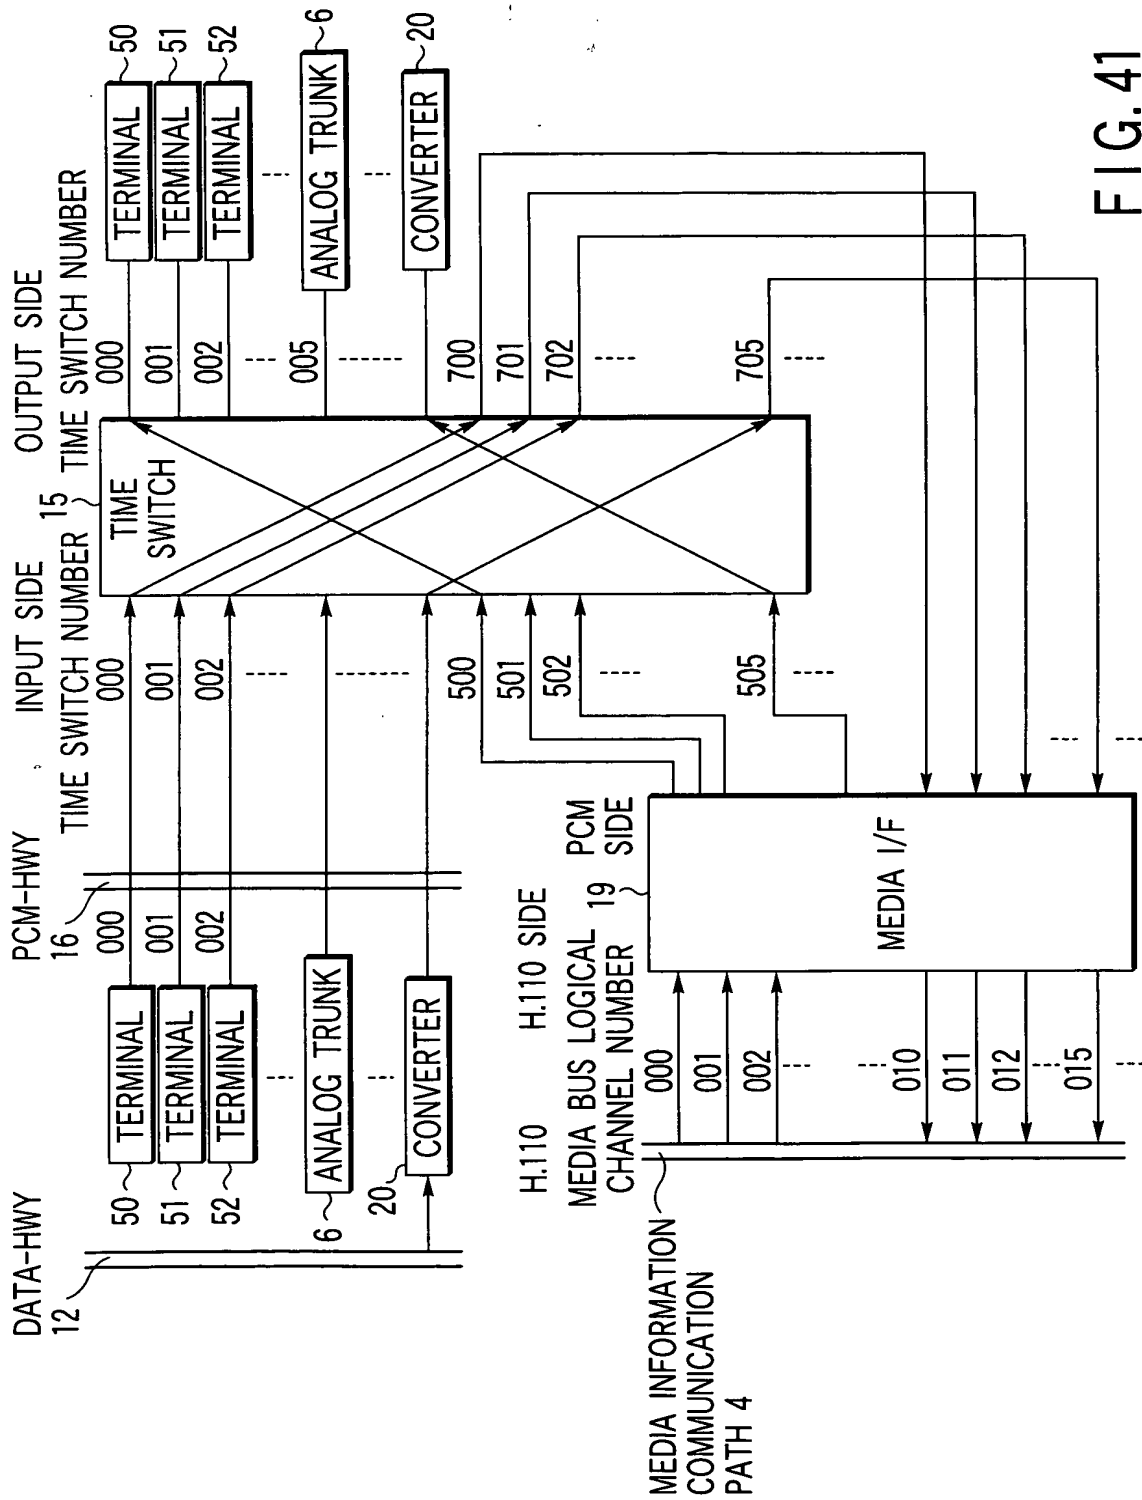 DATA-HWY
12
PCM-HWY
16
INPUT SIDE
TIME SWITCH NUMBER
15
OUTPUT SIDE
TIME SWITCH NUMBER
50
TERMINAL
000
000
51
TERMINAL
001
001
52
TERMINAL
002
002
6
ANALOG TRUNK
20
CONVERTER
TIME
SWITCH
000
TERMINAL
50
001
TERMINAL
51
002
TERMINAL
52
005
ANALOG TRUNK
6
CONVERTER
20
500
501
502
505
700
701
702
705
H.110
MEDIA BUS LOGICAL
CHANNEL NUMBER
H.110 SIDE
19
PCM
SIDE
MEDIA I/F
000
001
002
010
011
012
015
MEDIA INFORMATION
COMMUNICATION
PATH 4
FIG. 41